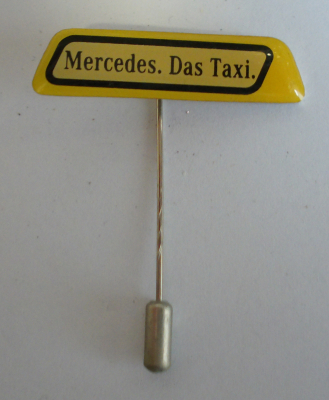 Mercedes. Das Taxi.